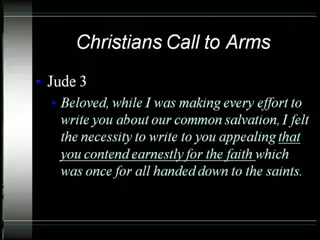 Christians Call to Arms
Jude 3
Beloved, while I was making every effort to
write you about our common salvation, I felt
the necessity to write to you appealing that
you contend earnestly for the faith which
was once for all handed down to the saints.